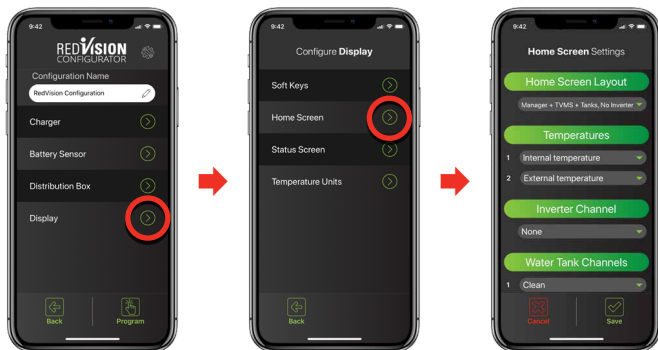 9:42
REDVISION
CONFIGURATOR
Configuration Name
RedVision Configuration
Charger
Battery Sensor
Distribution Box
Display
Back
Program
9:42
Configure Display
Soft Keys
Home Screen
Status Screen
Temperature Units
Back
9:42
Home Screen Settings
Home Screen Layout
Manager + TVMS + Tanks, No Inverter
Temperatures
1 Internal temperature
2 External temperature
Inverter Channel
None
Water Tank Channels
1 Clean
Cancel
Save